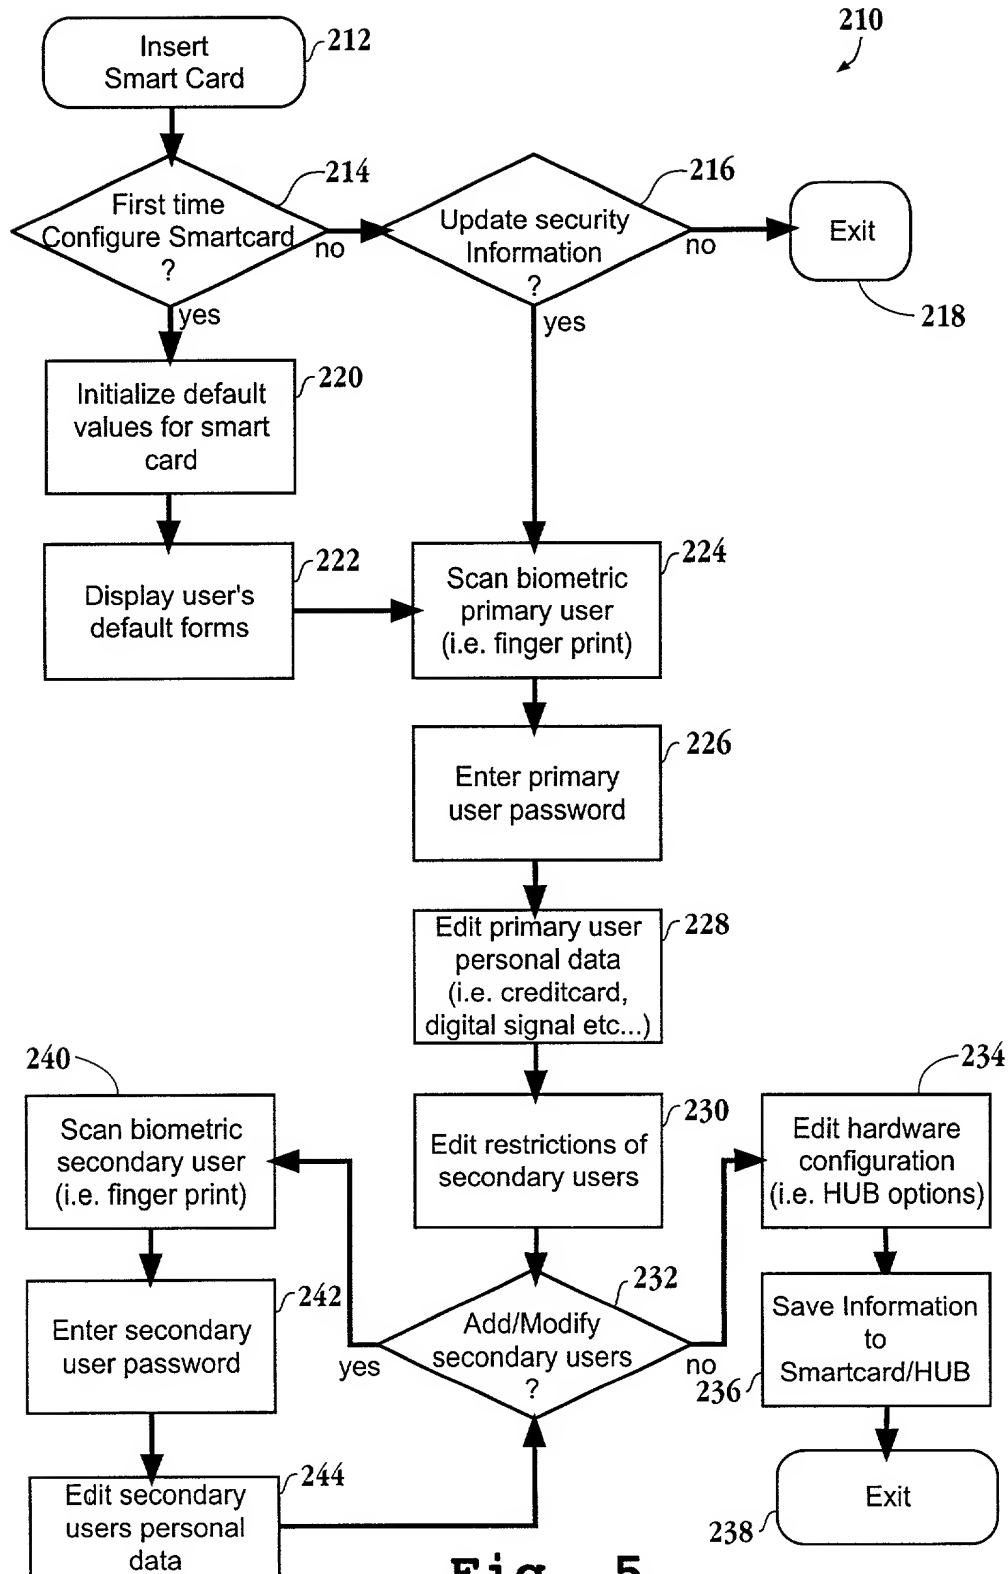 210
Insert
Smart Card
212
First time
Configure Smartcard
?
214
no
yes
Update security
Information
?
216
no
yes
Exit
218
Initialize default
values for smart
card
220
Display user's
default forms
222
Scan biometric
primary user
(i.e. finger print)
224
Enter primary
user password
226
Edit primary user
personal data
(i.e. creditcard,
digital signal etc...)
228
Edit restrictions of
secondary users
230
Add/Modify
secondary users
?
232
yes
no
240
Scan biometric
secondary user
(i.e. finger print)
Enter secondary
user password
242
Edit secondary
users personal
data
244
234
Edit hardware
configuration
(i.e. HUB options)
Save Information
to
Smartcard/HUB
236
Exit
238
Fig. 5